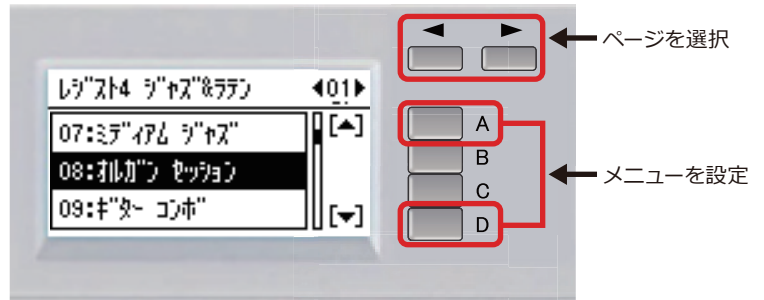 ◀ ▶
ページを選択
ﾚｼﾞｽﾄ4 ｼﾞｬｽﾞ&ﾗﾃﾝ ◀01▶
07:ﾐﾃﾞｨｱﾑ ｼﾞｬｽﾞ [▲]
08:ｵﾙｶﾞﾝ ｾｯｼｮﾝ
09:ｷﾞﾀｰ ｺﾝﾎﾞ [▼]
A
B
C
D
メニューを設定